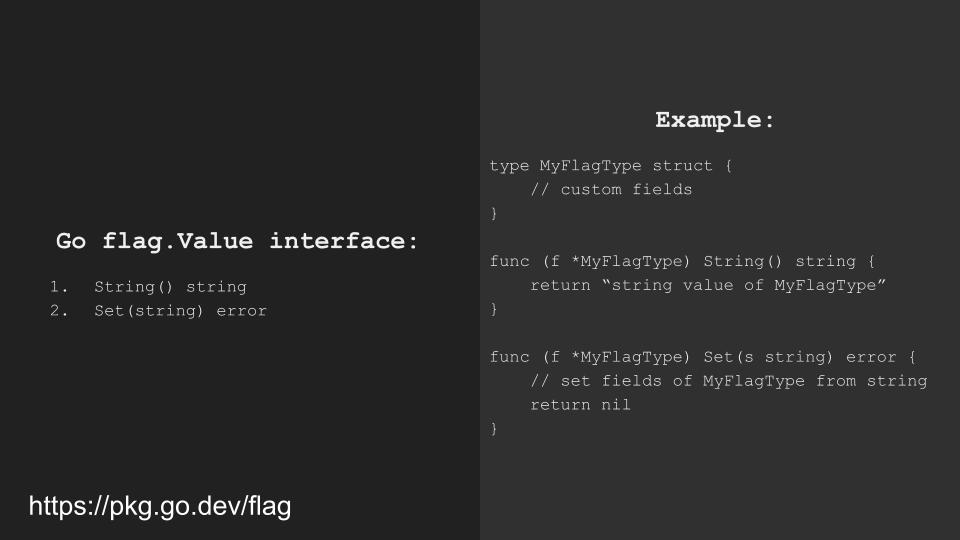 Go flag.Value interface:
1. String() string
2. Set(string) error
https://pkg.go.dev/flag
Example:
type MyFlagType struct {
    // custom fields
}
func (f *MyFlagType) String() string {
    return “string value of MyFlagType”
}
func (f *MyFlagType) Set(s string) error {
    // set fields of MyFlagType from string
    return nil
}